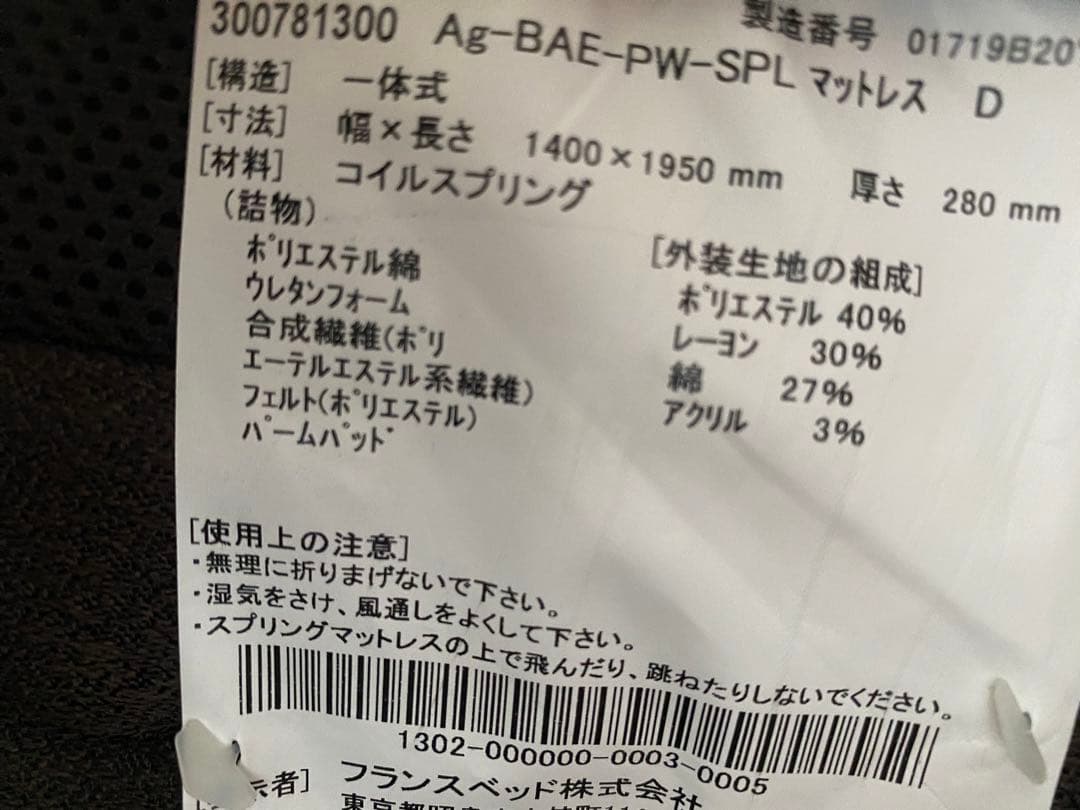 製造番号 01719B20
300781300 Ag-BAE-PW-SPL マットレス D
[構造] 一体式
[寸法] 幅×長さ 1400×1950 mm 厚さ 280 mm
[材料] コイルスプリング
(詰物)
ポリエステル綿
ウレタンフォーム
合成繊維(ポリ
エーテルエステル系繊維)
フェルト(ポリエステル)
パームパット゛
[外装生地の組成]
ポリエステル 40%
レーヨン 30%
綿 27%
アクリル 3%
[使用上の注意]
・無理に折りまげないで下さい。
・湿気をさけ、風通しをよくして下さい。
・スプリングマットレスの上で飛んだり、跳ねたりしないでください。
1302-000000-0003-0005
示者] フランスベッド株式会社
東京都昭島市